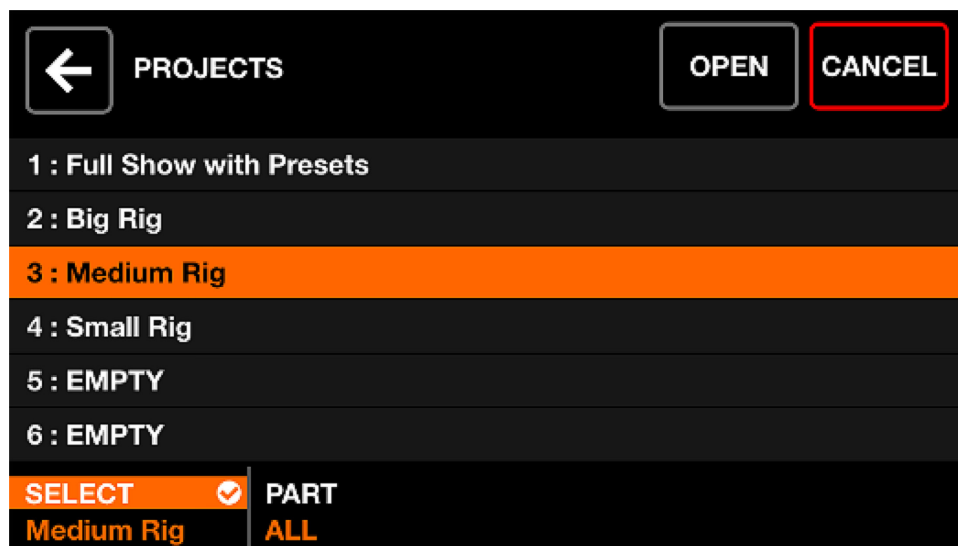 PROJECTS OPEN CANCEL
1 : Full Show with Presets
2 : Big Rig
3 : Medium Rig
4 : Small Rig
5 : EMPTY
6 : EMPTY
SELECT PART
Medium Rig ALL